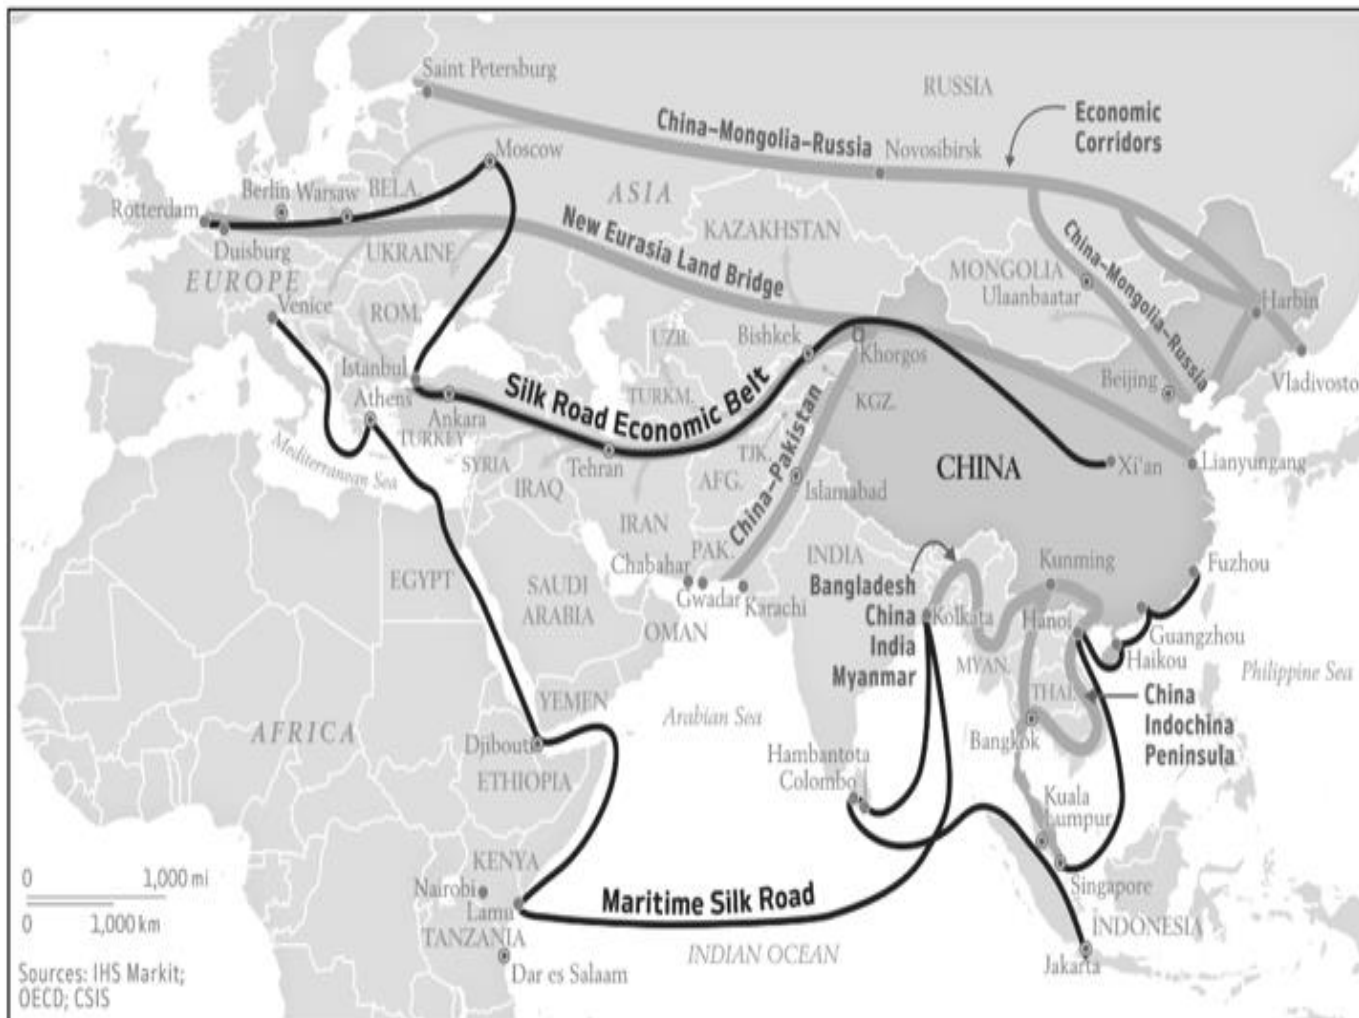 Saint Petersburg
RUSSIA
Economic
Corridors
China–Mongolia–Russia
Novosibirsk
Moscow
ASIA
Berlin
Warsaw
BELA.
Rotterdam
New Eurasia Land Bridge
KAZAKHSTAN
China–Mongolia–Russia
Duisburg
UKRAINE
MONGOLIA
Ulaanbaatar
EUROPE
Venice
ROM.
Harbin
UZB.
Bishkek
Khorgos
Istanbul
Silk Road Economic Belt
Beijing
Vladivosto
Athens
Ankara
TURKM.
KGZ.
TURKEY
Mediterranean Sea
SYRIA
Tehran
TJK.
China–Pakistan
CHINA
Xi'an
Lianyungang
IRAQ
AFG.
Islamabad
IRAN
PAK.
INDIA
Kunming
Fuzhou
Chabahar
EGYPT
SAUDI
ARABIA
Gwadar
Karachi
Bangladesh
China
India
Myanmar
Kolkata
Hanoi
Guangzhou
OMAN
Haikou
MYAN.
Philippine Sea
YEMEN
THAI.
China
Indochina
Peninsula
Arabian Sea
AFRICA
Djibouti
Bangkok
Hambantota
Colombo
ETHIOPIA
Kuala
Lumpur
KENYA
0 1,000 mi
0 1,000 km
Nairobi
Lamu
Maritime Silk Road
Singapore
TANZANIA
INDONESIA
INDIAN OCEAN
Jakarta
Dar es Salaam
Sources: IHS Markit;
OECD; CSIS